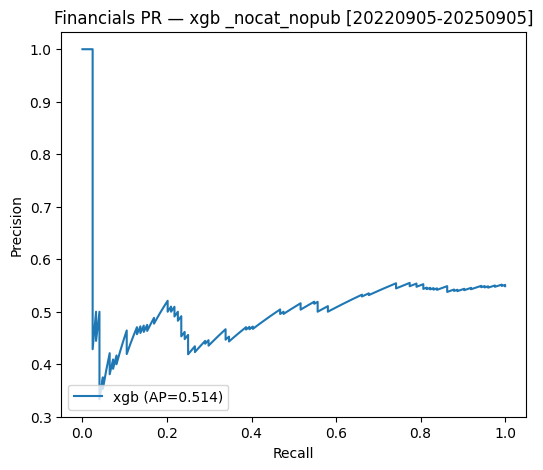 Financials PR — xgb _nocat_nopub [20220905-20250905]
1.0
0.9
0.8
0.7
0.6
0.5
0.4
0.3
Precision
xgb (AP=0.514)
0.0 0.2 0.4 0.6 0.8 1.0
Recall